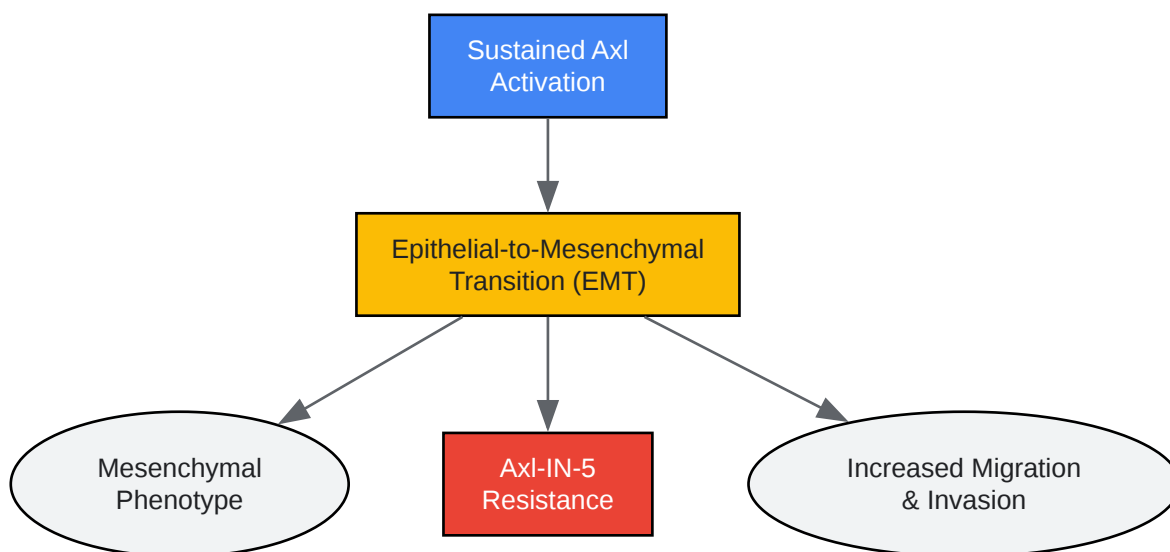 Sustained Axl
Activation
Epithelial-to-Mesenchymal
Transition (EMT)
Mesenchymal
Phenotype
Axl-IN-5
Resistance
Increased Migration
& Invasion